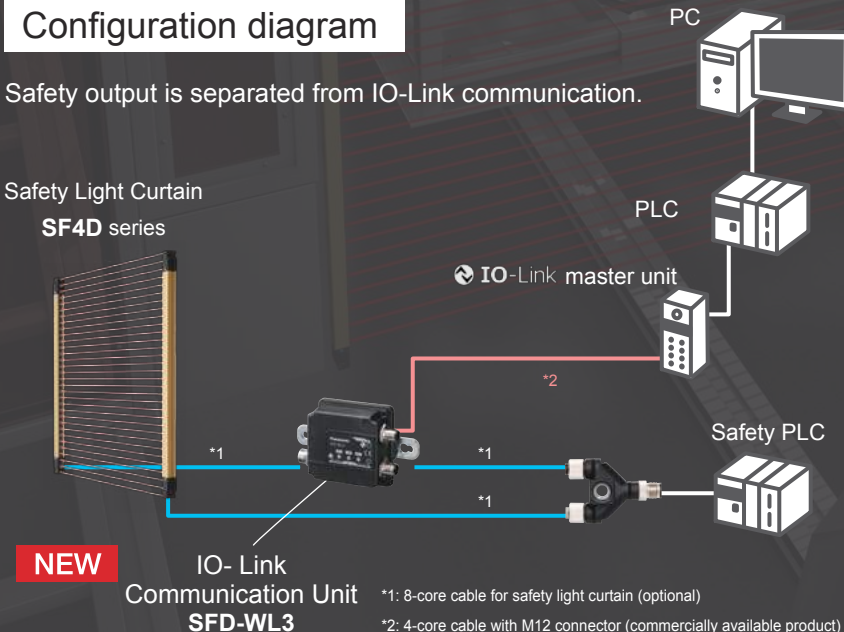 Configuration diagram
PC
Safety output is separated from IO-Link communication.
Safety Light Curtain
SF4D series
PLC
IO-Link master unit
*2
Safety PLC
*1
*1
*1
NEW
IO- Link
Communication Unit
SFD-WL3
*1: 8-core cable for safety light curtain (optional)
*2: 4-core cable with M12 connector (commercially available product)